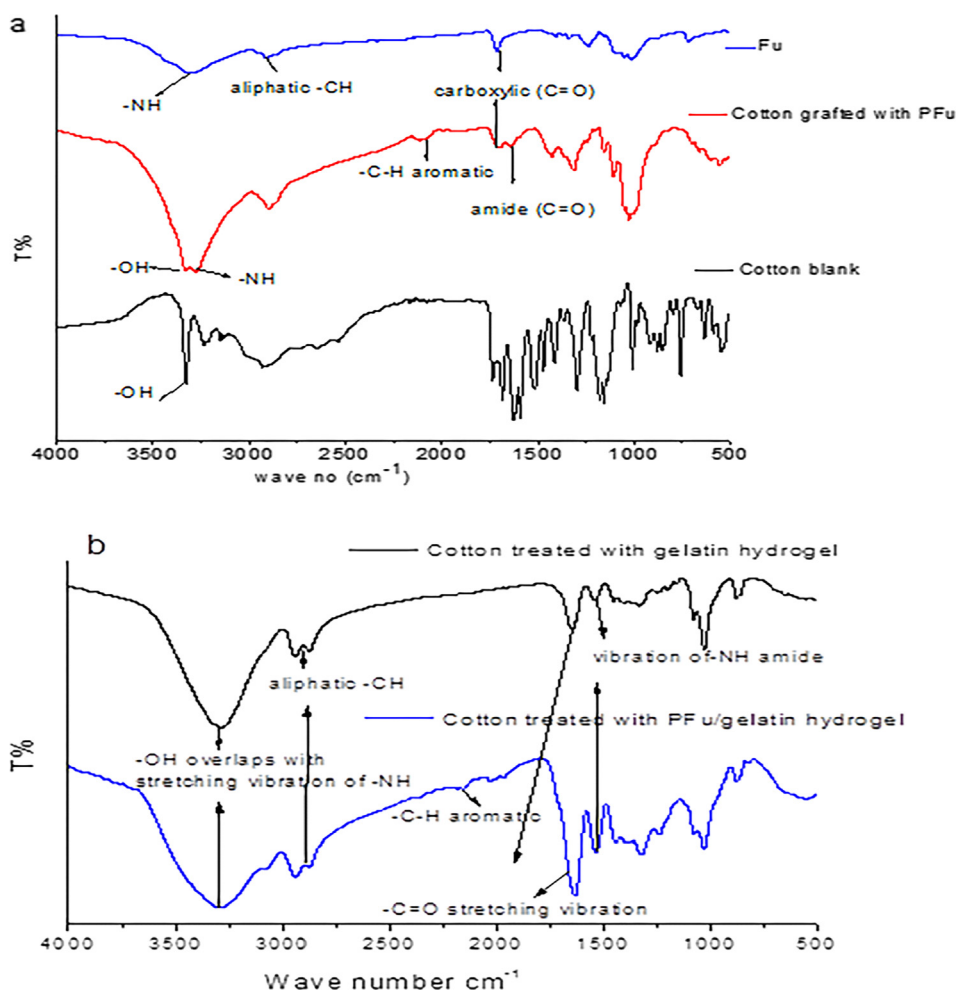 a
Fu
-NH
aliphatic -CH
carboxylic (C=O)
Cotton grafted with PFu
-C-H aromatic
amide (C=O)
T%
-OH
-NH
Cotton blank
-OH
4000 3500 3000 2500 2000 1500 1000 500
wave no (cm-1)
b
Cotton treated with gelatin hydrogel
vibration of-NH amide
aliphatic -CH
Cotton treated with PFu/gelatin hydrogel
T%
-OH overlaps with
stretching vibration of -NH
-C-H aromatic
-C=O stretching vibration
4000 3500 3000 2500 2000 1500 1000 500
Wave number cm-1